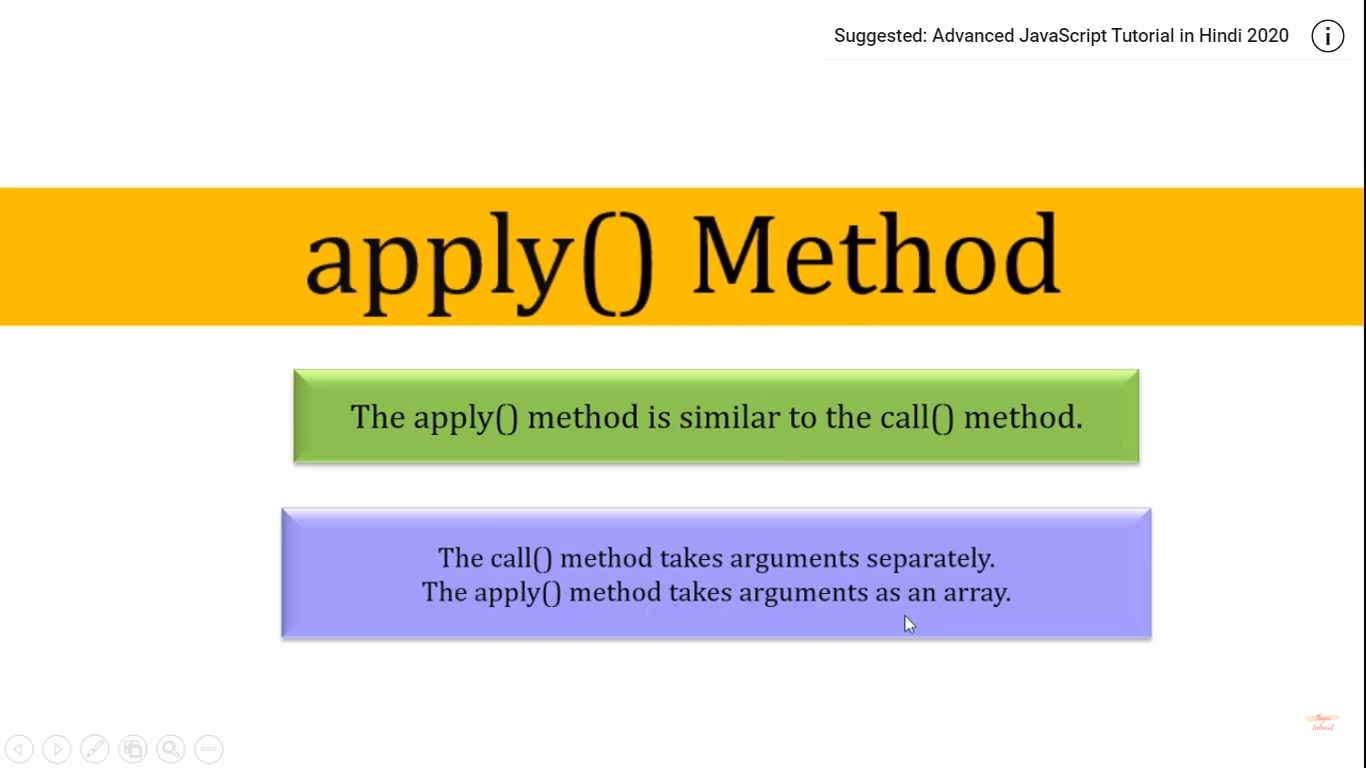 Suggested: Advanced JavaScript Tutorial in Hindi 2020
apply() Method
The apply() method is similar to the call() method.
The call() method takes arguments separately.
The apply() method takes arguments as an array.
Technical